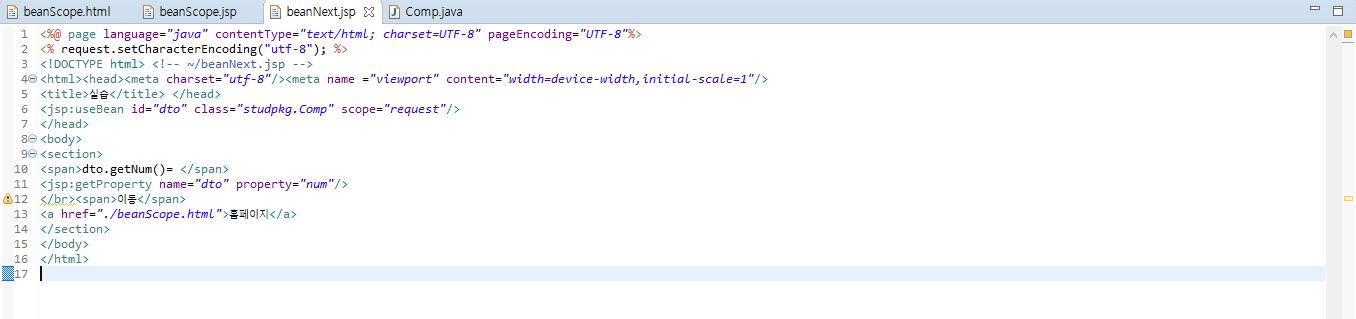 beanScope.html beanScope.jsp beanNext.jsp Comp.java
1 <%@ page language="java" contentType="text/html; charset=UTF-8" pageEncoding="UTF-8"%>
2 <% request.setCharacterEncoding("utf-8"); %>
3 <!DOCTYPE html> <!-- ~/beanNext.jsp -->
4 <html><head><meta charset="utf-8"/><meta name ="viewport" content="width=device-width,initial-scale=1"/>
5 <title>실습</title> </head>
6 <jsp:useBean id="dto" class="studpkg.Comp" scope="request"/>
7 </head>
8 <body>
9 <section>
10 <span>dto.getNum()= </span>
11 <jsp:getProperty name="dto" property="num"/>
12 </br><span>이동</span>
13 <a href="./beanScope.html">홈페이지</a>
14 </section>
15 </body>
16 </html>
17